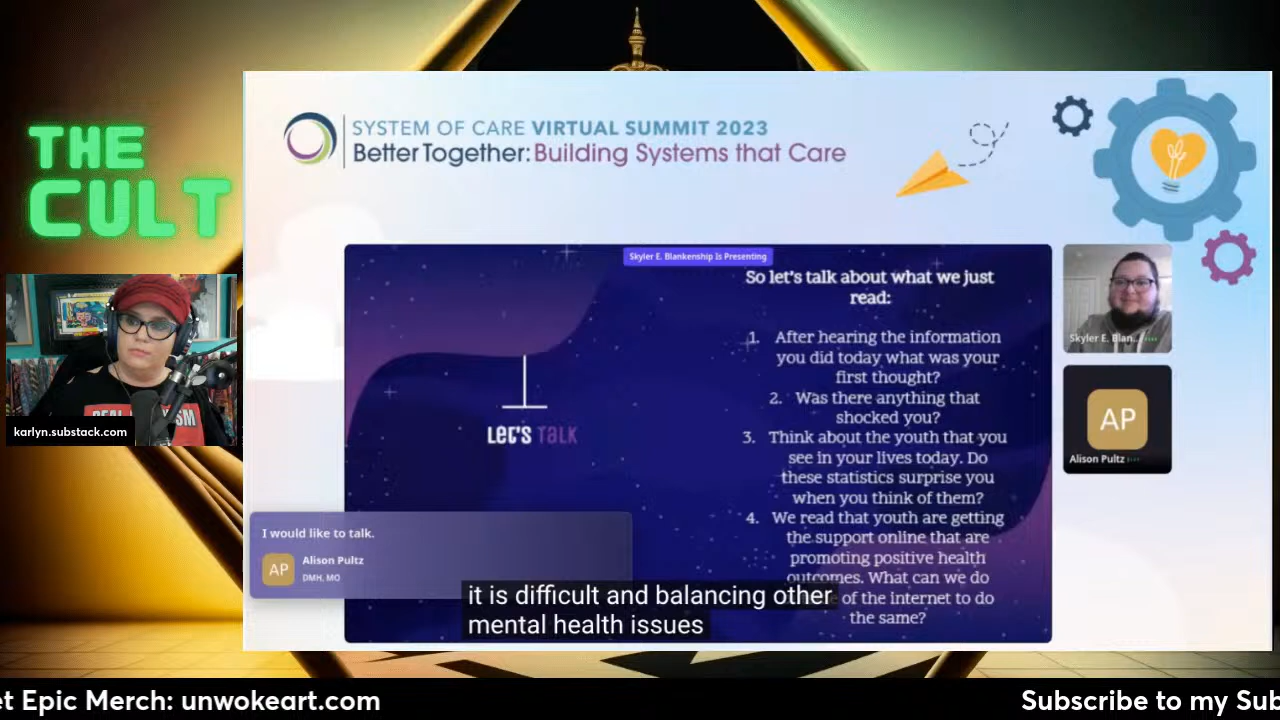 THE
CULT
SYSTEM OF CARE VIRTUAL SUMMIT 2023
Better Together: Building Systems that Care
Skyler E. Blankenship Is Presenting
So let's talk about what we just
read:
1. After hearing the information
you did today what was your
first thought?
2. Was there anything that
shocked you?
3. Think about the youth that you
see in your lives today. Do
these statistics surprise you
when you think of them?
4. We read that youth are getting
the support online that are
promoting positive health
outcomes. What can we do
of the internet to do
the same?
LET'S TALK
Skyler E. Blan...
AP
Alison Pultz
I would like to talk.
AP
Alison Pultz
DMH, MO
it is difficult and balancing other
mental health issues
karlyn.substack.com
et Epic Merch: unwokeart.com
Subscribe to my Sub